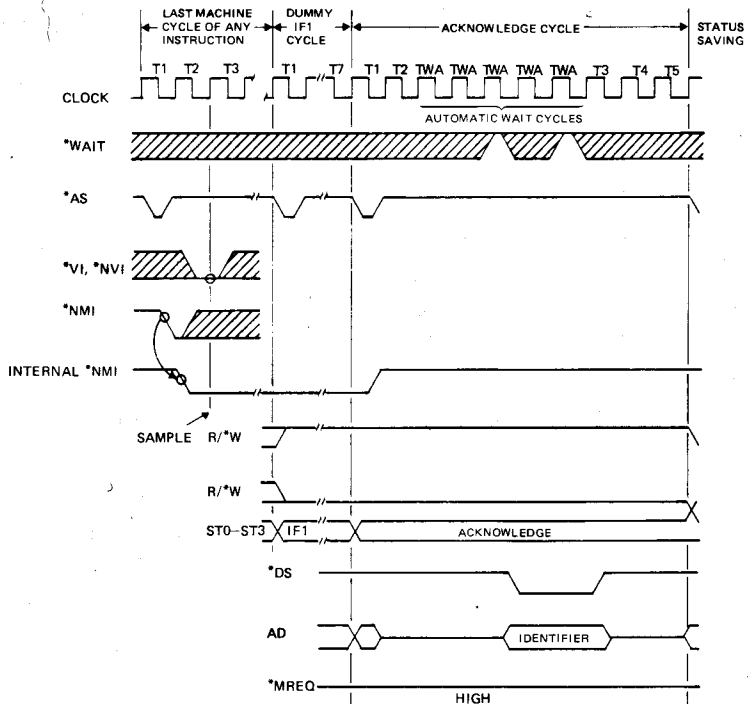 LAST MACHINE
CYCLE OF ANY
INSTRUCTION
DUMMY
IF1
CYCLE
ACKNOWLEDGE CYCLE
STATUS
SAVING
T1 T2 T3 T1 T7 T1 T2 TWA TWA TWA TWA TWA T3 T4 T5
CLOCK
AUTOMATIC WAIT CYCLES
*WAIT
*AS
*VI, *NVI
*NMI
INTERNAL *NMI
SAMPLE R/*W
R/*W
ST0–ST3 IF1 ACKNOWLEDGE
*DS
AD IDENTIFIER
*MREQ
HIGH